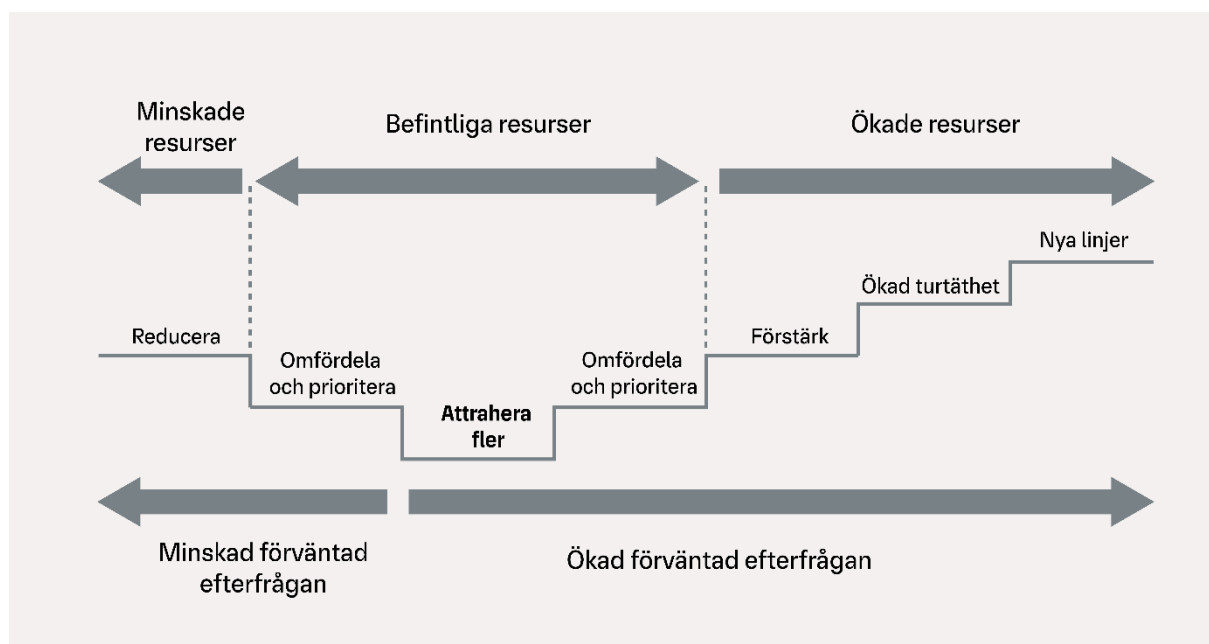 Minskade
resurser
Befintliga resurser
Ökade resurser
Nya linjer
Ökad turtäthet
Reducera
Förstärk
Omfördela
och prioritera
Omfördela
och prioritera
Attrahera
fler
Minskad förväntad
efterfrågan
Ökad förväntad efterfrågan